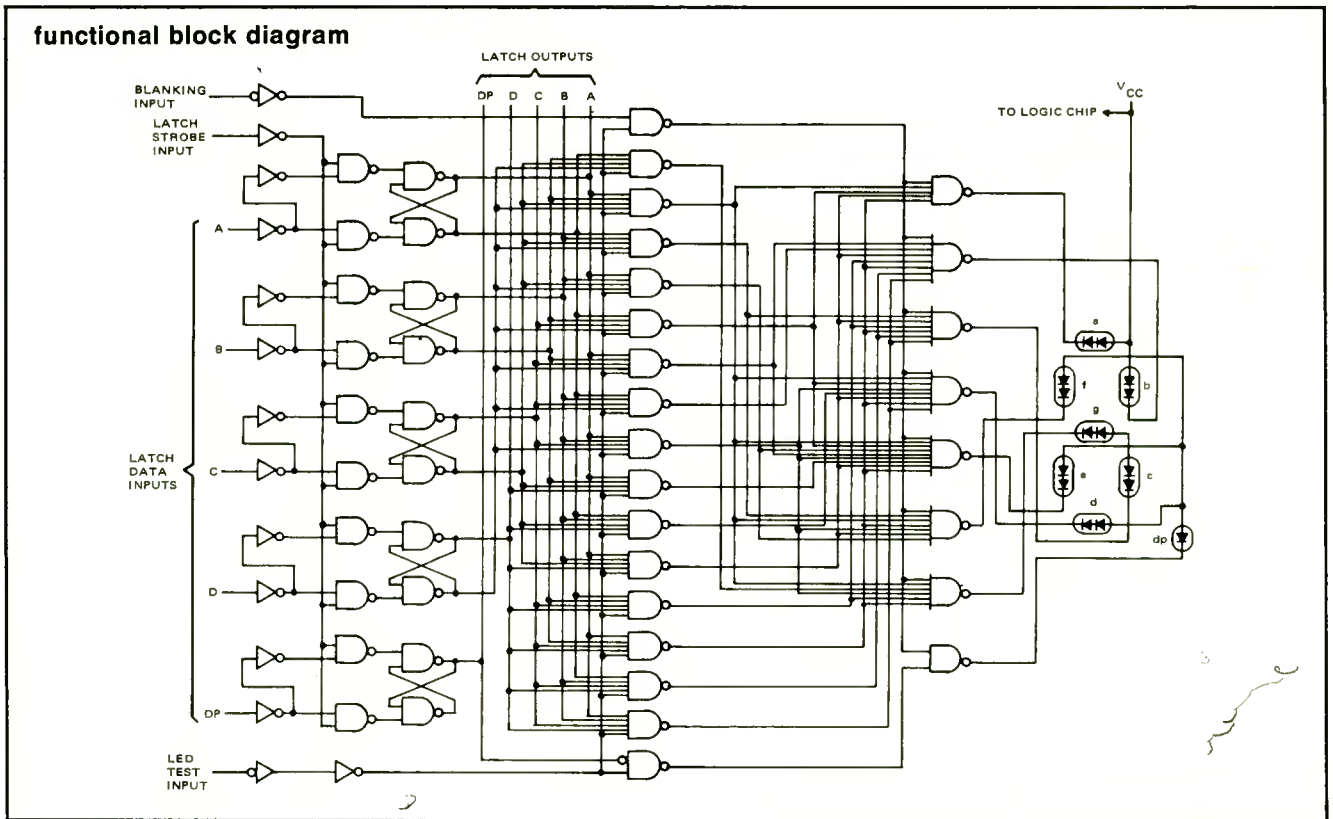 functional block diagram
LATCH OUTPUTS
BLANKING
INPUT
DP D C B A
VCC
TO LOGIC CHIP
LATCH
STROBE
INPUT
A
B
LATCH
DATA
INPUTS
C
D
DP
LED
TEST
INPUT
a
f
b
g
e
c
d
dp